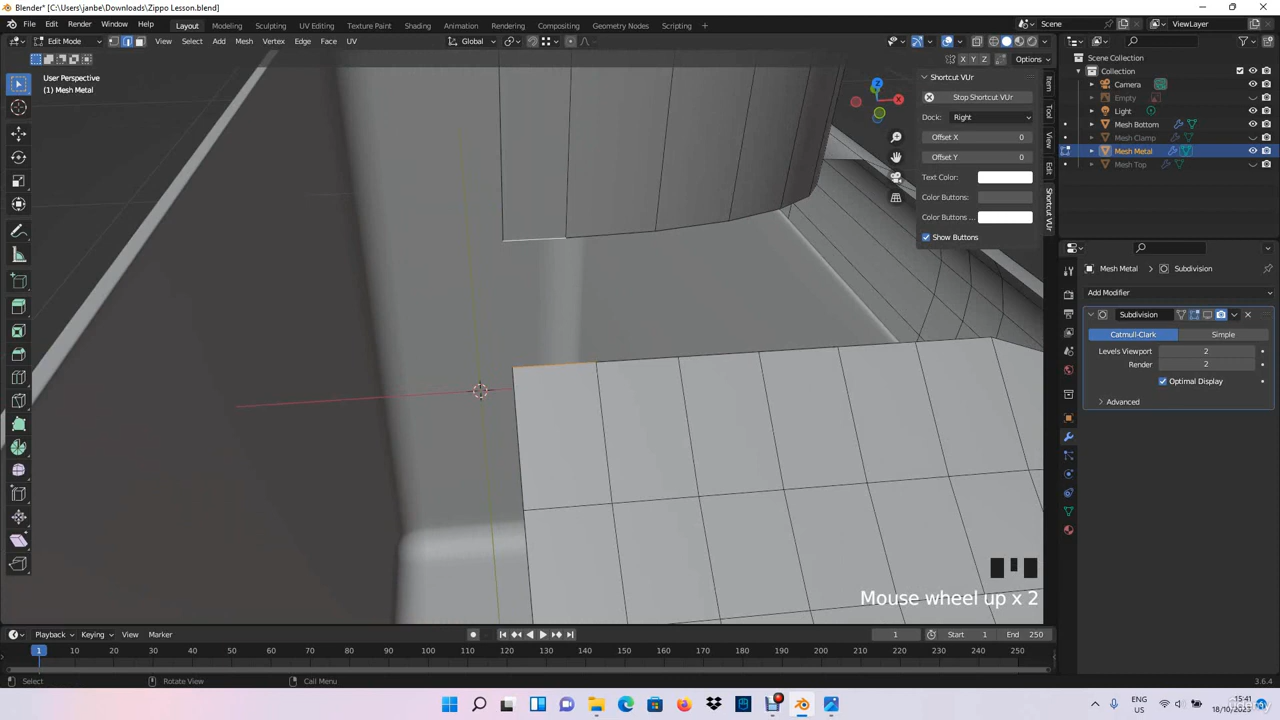 Blender* [C:\Users\janbe\Downloads\Zippo Lesson.blend]
File Edit Render Window Help Layout Modeling Sculpting UV Editing Texture Paint Shading Animation Rendering Compositing Geometry Nodes Scripting + Scene ViewLayer
Edit Mode View Select Add Mesh Vertex Edge Face UV Global
X Y Z Options
User Perspective
(1) Mesh Metal
Shortcut VUr
Stop Shortcut VUr
Dock: Right
Offset X 0
Offset Y 0
Text Color:
Color Buttons:
Color Buttons ...
Show Buttons
Item
Tool
View
Edit
Shortcut VUr
Z
X
Y
Scene Collection
Collection
Camera
Empty
Light
Mesh Bottom
Mesh Clamp
Mesh Metal
Mesh Top
Mesh Metal > Subdivision
Add Modifier
Subdivision
Catmull-Clark Simple
Levels Viewport 2
Render 2
Optimal Display
Advanced
Mouse wheel up x 2
Playback Keying View Marker 1 Start 1 End 250
1 10 20 30 40 50 60 70 80 90 100 110 120 130 140 150 160 170 180 190 200 210 220 230 240 250
Select Rotate View Call Menu 3.6.4
ENG
US
15:41
18/10/2023